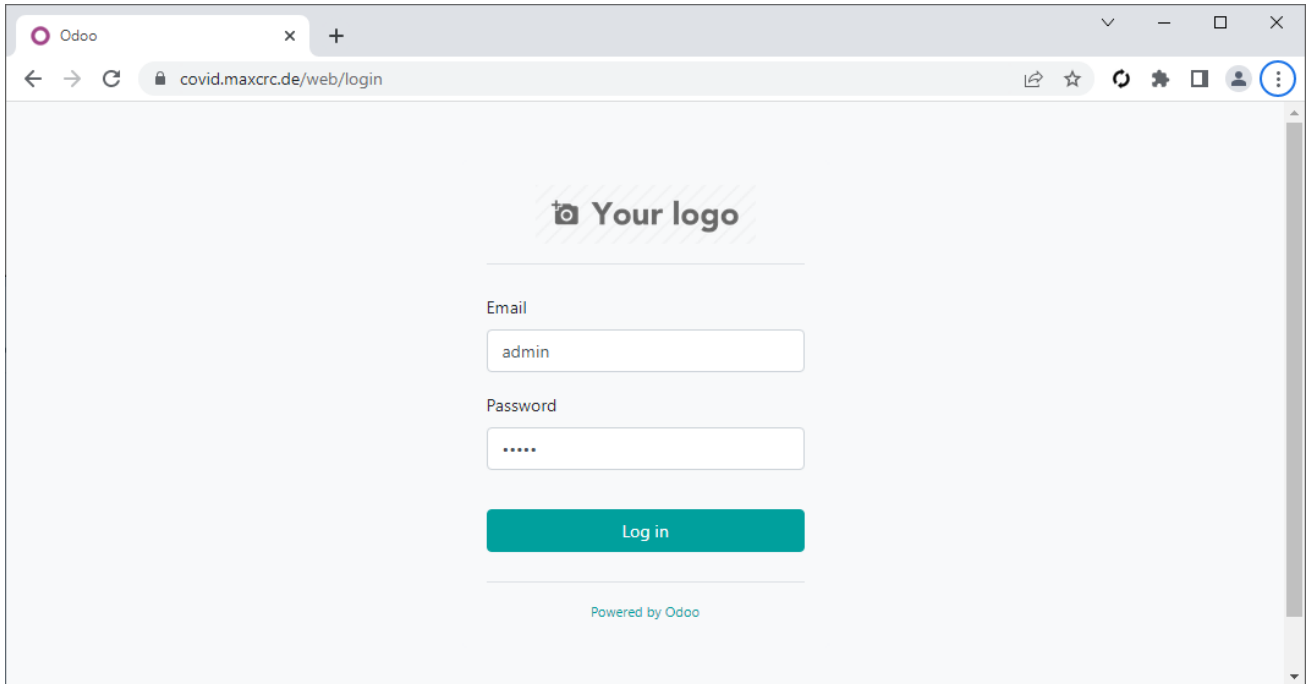 Odoo
covid.maxcrc.de/web/login
Your logo
Email
admin
Password
•••••
Log in
Powered by Odoo